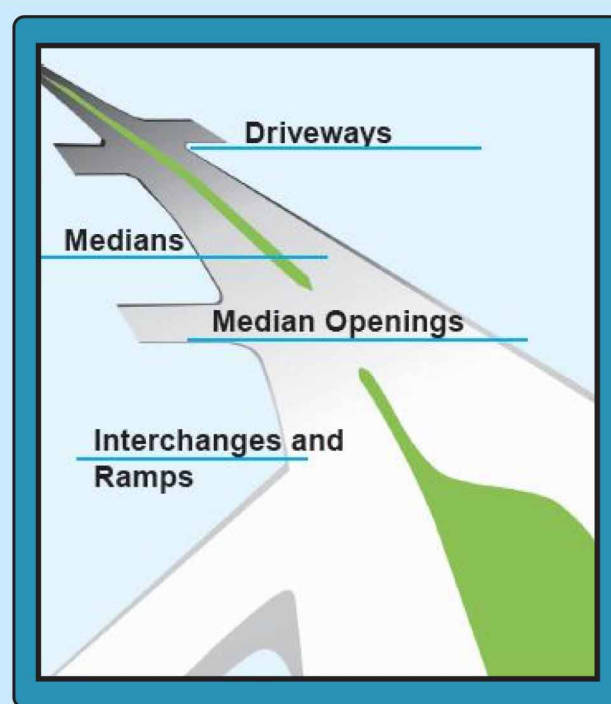 Driveways
Medians
Median Openings
Interchanges and
Ramps